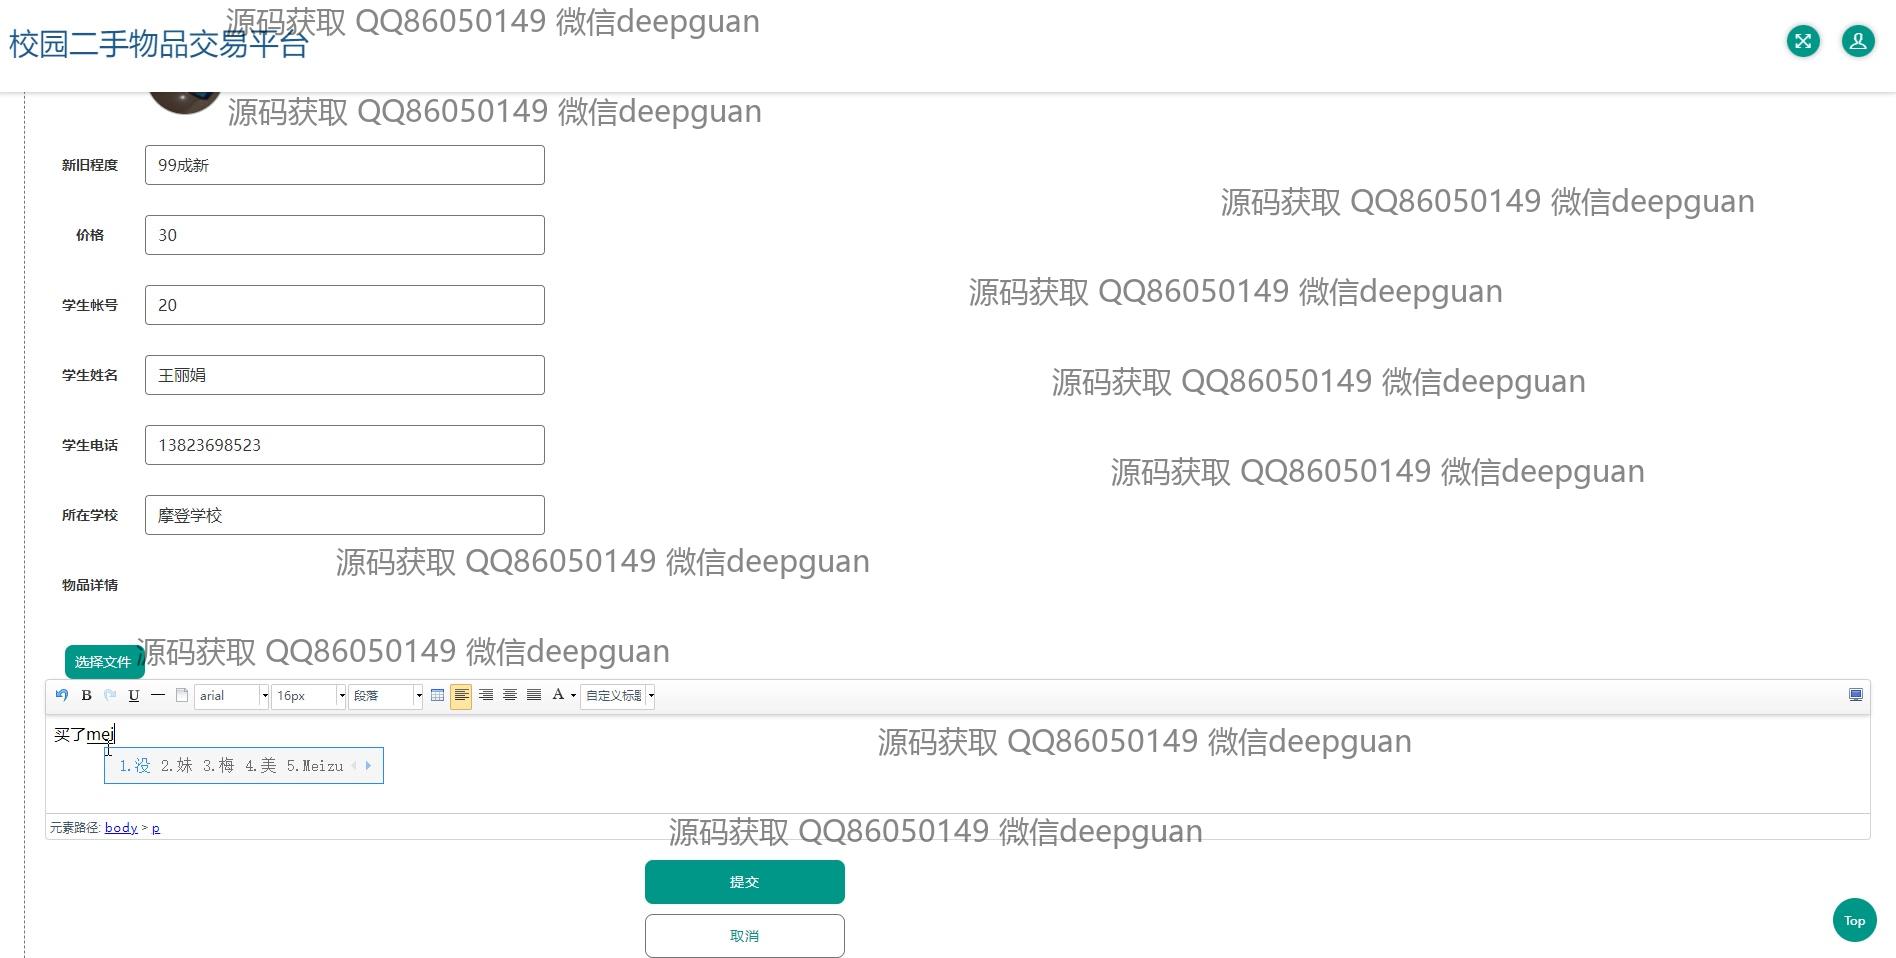 源码获取 QQ86050149 微信deepguan
校园二手物品交易平台
源码获取 QQ86050149 微信deepguan
新旧程度 99成新
源码获取 QQ86050149 微信deepguan
价格 30
源码获取 QQ86050149 微信deepguan
学生帐号 20
学生姓名 王丽娟
源码获取 QQ86050149 微信deepguan
学生电话 13823698523
源码获取 QQ86050149 微信deepguan
所在学校 摩登学校
源码获取 QQ86050149 微信deepguan
物品详情
源码获取 QQ86050149 微信deepguan
选择文件
B U arial 16px 段落 A 自定义标题
买了mei
源码获取 QQ86050149 微信deepguan
1.没 2.妹 3.梅 4.美 5.Meizu
元素路径: body > p
源码获取 QQ86050149 微信deepguan
提交
Top
取消